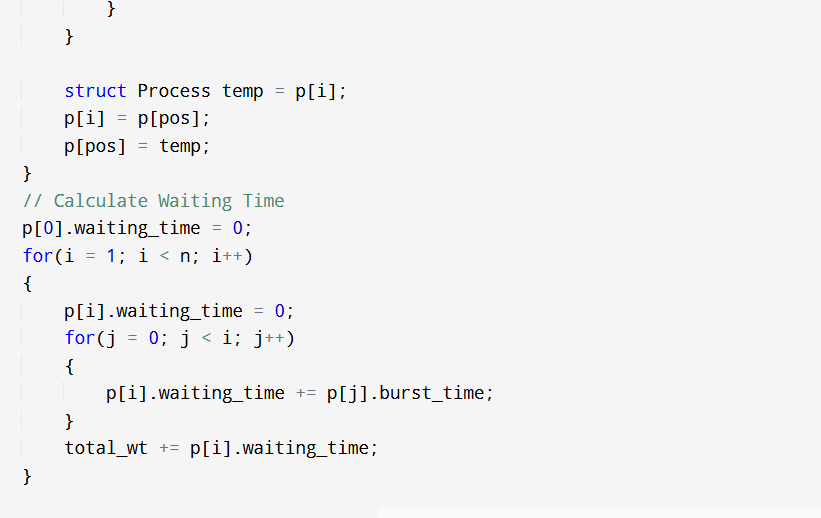 }
}
struct Process temp = p[i];
p[i] = p[pos];
p[pos] = temp;
}
// Calculate Waiting Time
p[0].waiting_time = 0;
for(i = 1; i < n; i++)
{
p[i].waiting_time = 0;
for(j = 0; j < i; j++)
{
p[i].waiting_time += p[j].burst_time;
}
total_wt += p[i].waiting_time;
}